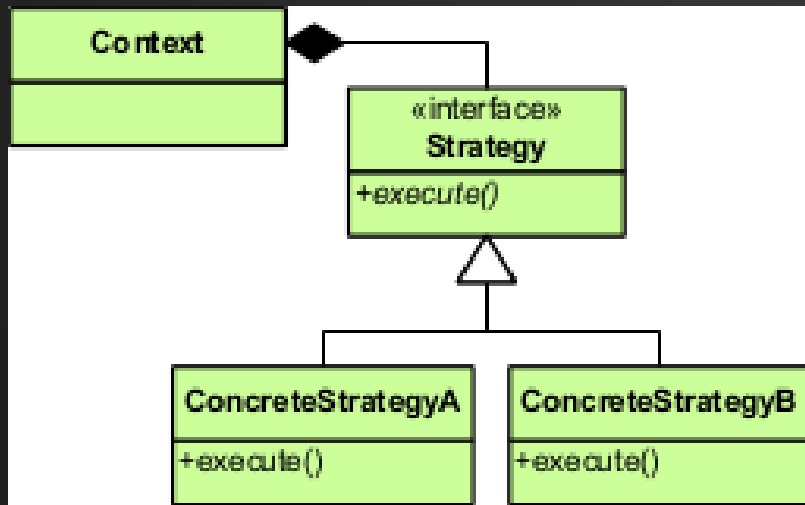 Context
«interface»
Strategy
+execute()
ConcreteStrategyA
+execute()
ConcreteStrategyB
+execute()